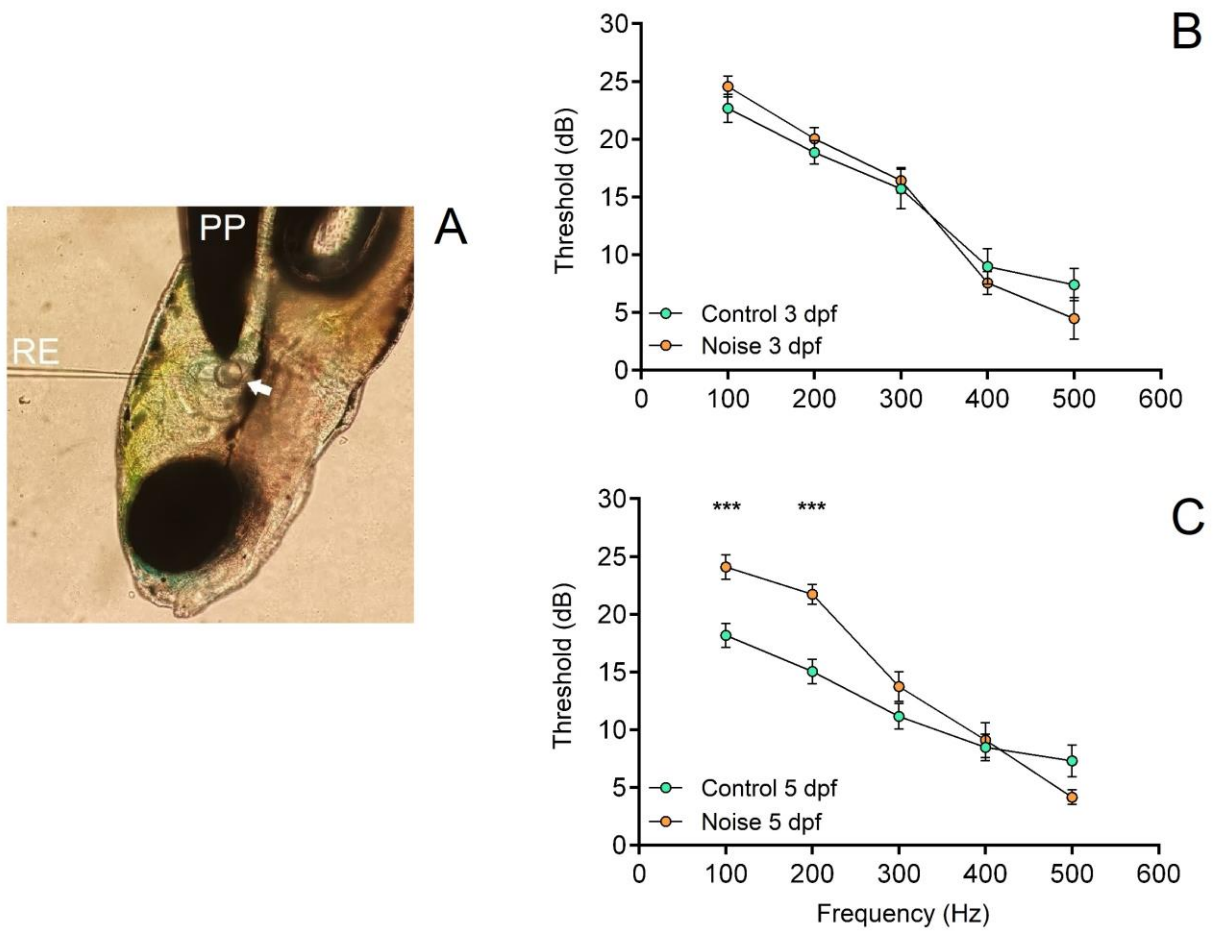 A
PP
RE
B
30
25
20
15
10
5
0
Threshold (dB)
Control 3 dpf
Noise 3 dpf
0 100 200 300 400 500 600
C
30
25
20
15
10
5
0
Threshold (dB)
*** ***
Control 5 dpf
Noise 5 dpf
0 100 200 300 400 500 600
Frequency (Hz)